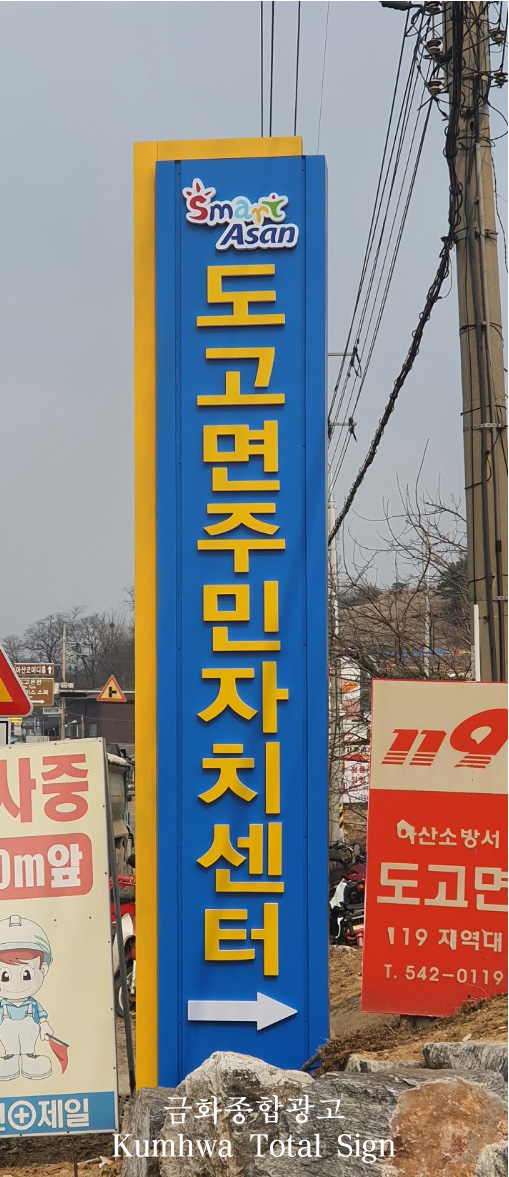 Smart
Asan
도고면주민자치센터
사중
0m앞
제일
119
아산소방서
도고면
119 지역대
T. 542-0119
금화종합광고
Kumhwa Total Sign